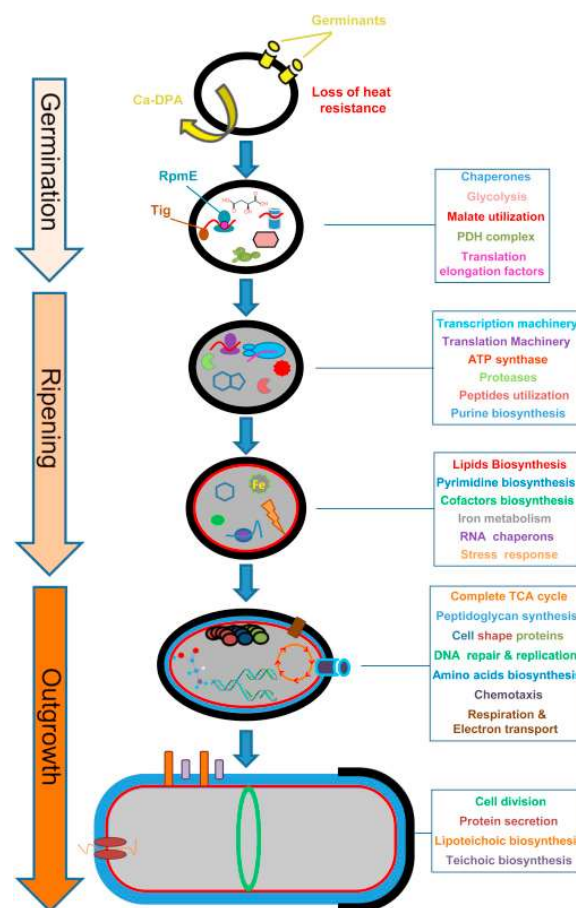 Germinants
Ca-DPA
Loss of heat
resistance
Germination
RpmE
Tig
Chaperones
Glycolysis
Malate utilization
PDH complex
Translation
elongation factors
Ripening
Transcription machinery
Translation Machinery
ATP synthase
Proteases
Peptides utilization
Purine biosynthesis
Fe
Lipids Biosynthesis
Pyrimidine biosynthesis
Cofactors biosynthesis
Iron metabolism
RNA chaperons
Stress response
Outgrowth
Complete TCA cycle
Peptidoglycan synthesis
Cell shape proteins
DNA repair & replication
Amino acids biosynthesis
Chemotaxis
Respiration &
Electron transport
Cell division
Protein secretion
Lipoteichoic biosynthesis
Teichoic biosynthesis